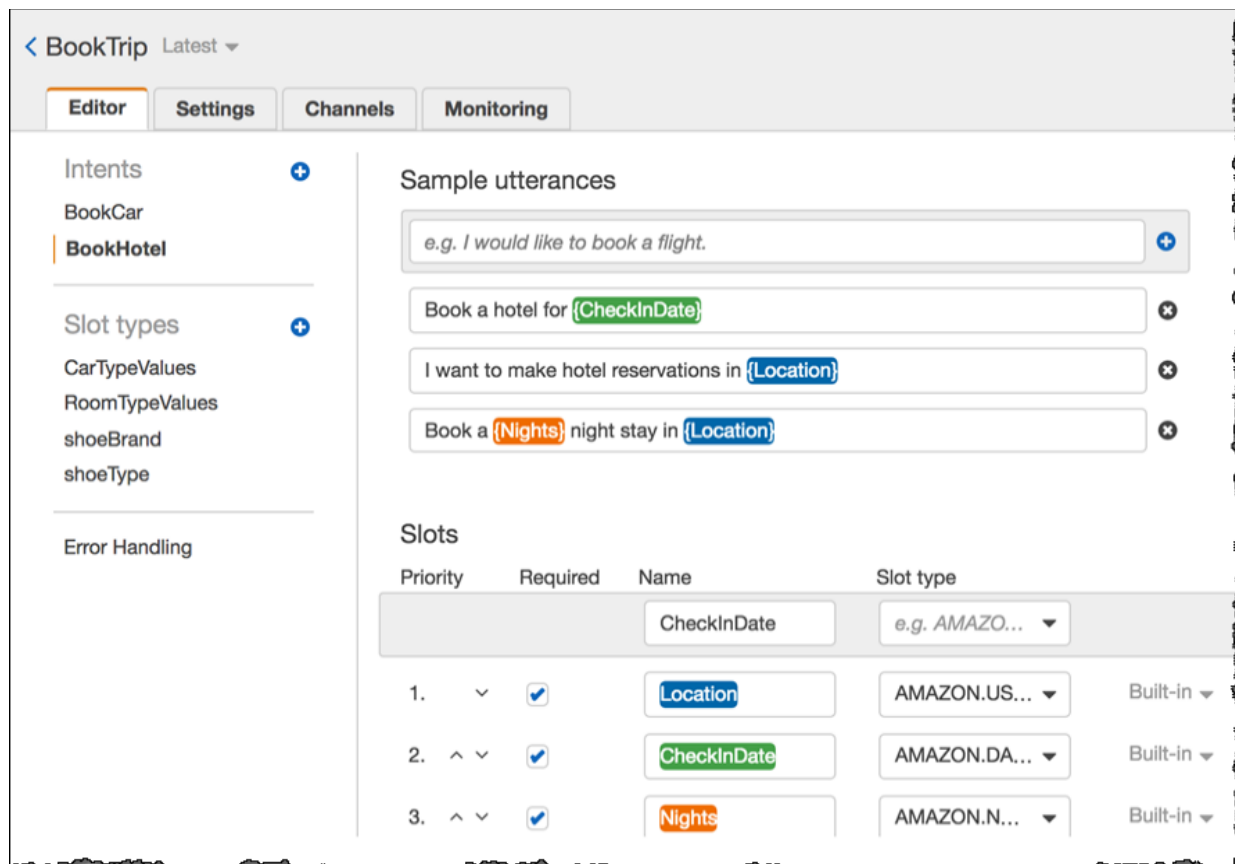 BookTrip Latest
Editor Settings Channels Monitoring
Intents
BookCar
BookHotel
Slot types
CarTypeValues
RoomTypeValues
shoeBrand
shoeType
Error Handling
Sample utterances
e.g. I would like to book a flight.
Book a hotel for {CheckInDate}
I want to make hotel reservations in {Location}
Book a {Nights} night stay in {Location}
Slots
Priority Required Name Slot type
CheckInDate e.g. AMAZO...
1. Location AMAZON.US... Built-in
2. CheckInDate AMAZON.DA... Built-in
3. Nights AMAZON.N... Built-in